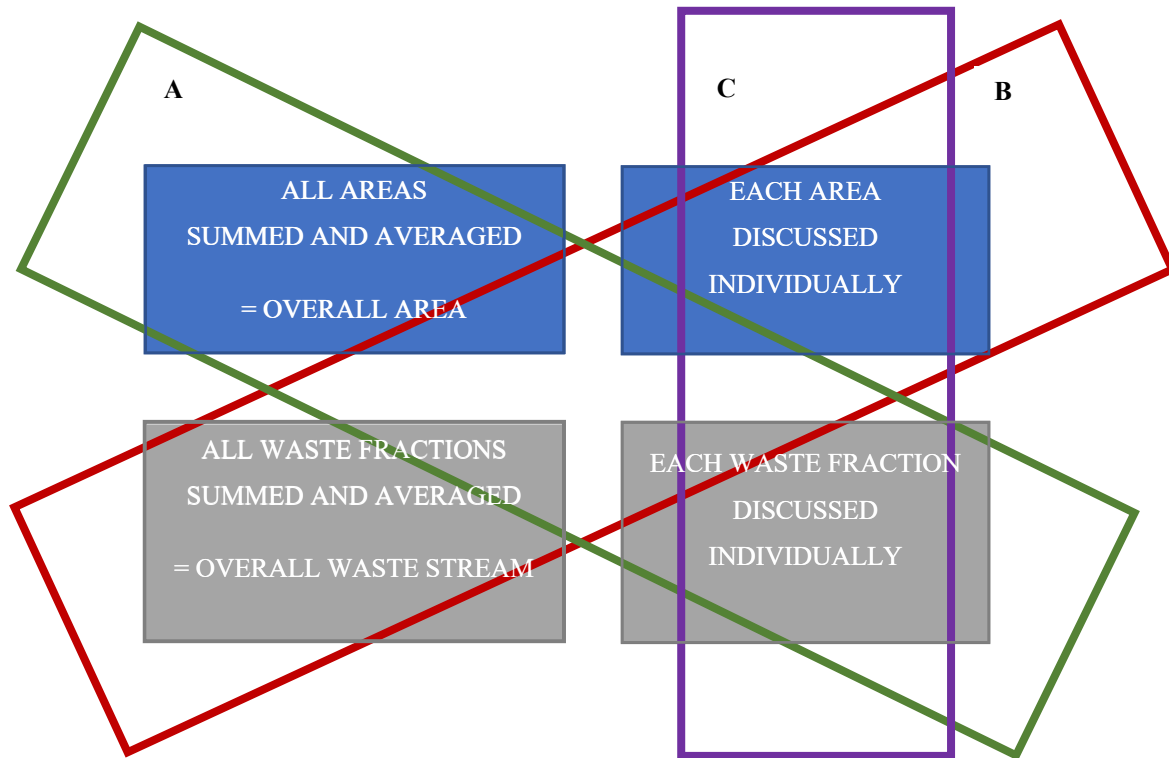 A
C
B
ALL AREAS
SUMMED AND AVERAGED
= OVERALL AREA
EACH AREA
DISCUSSED
INDIVIDUALLY
ALL WASTE FRACTIONS
SUMMED AND AVERAGED
= OVERALL WASTE STREAM
EACH WASTE FRACTION
DISCUSSED
INDIVIDUALLY